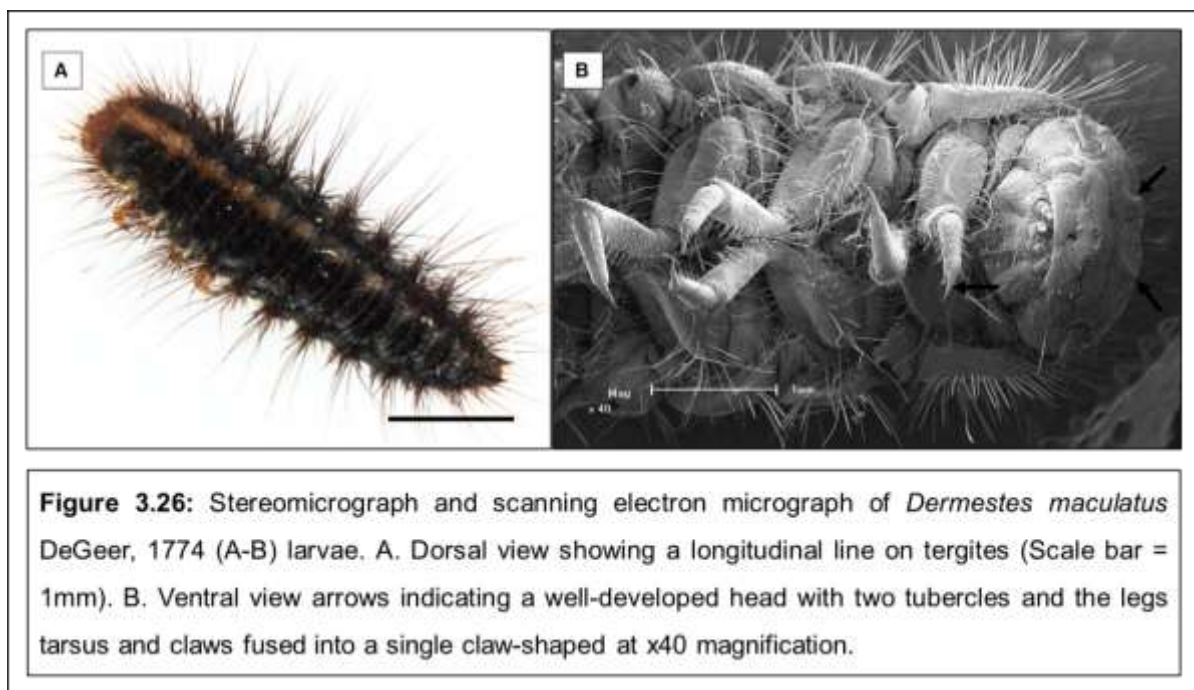 A
B
Mag
x 40
1mm
Figure 3.26: Stereomicrograph and scanning electron micrograph of Dermestes maculatus
DeGeer, 1774 (A-B) larvae. A. Dorsal view showing a longitudinal line on tergites (Scale bar =
1mm). B. Ventral view arrows indicating a well-developed head with two tubercles and the legs
tarsus and claws fused into a single claw-shaped at x40 magnification.